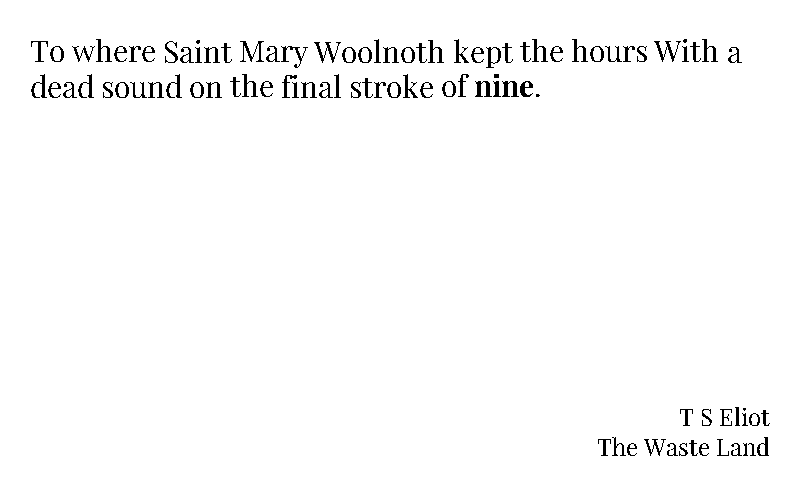 To where Saint Mary Woolnoth kept the hours With a
dead sound on the final stroke of nine.
T S Eliot
The Waste Land